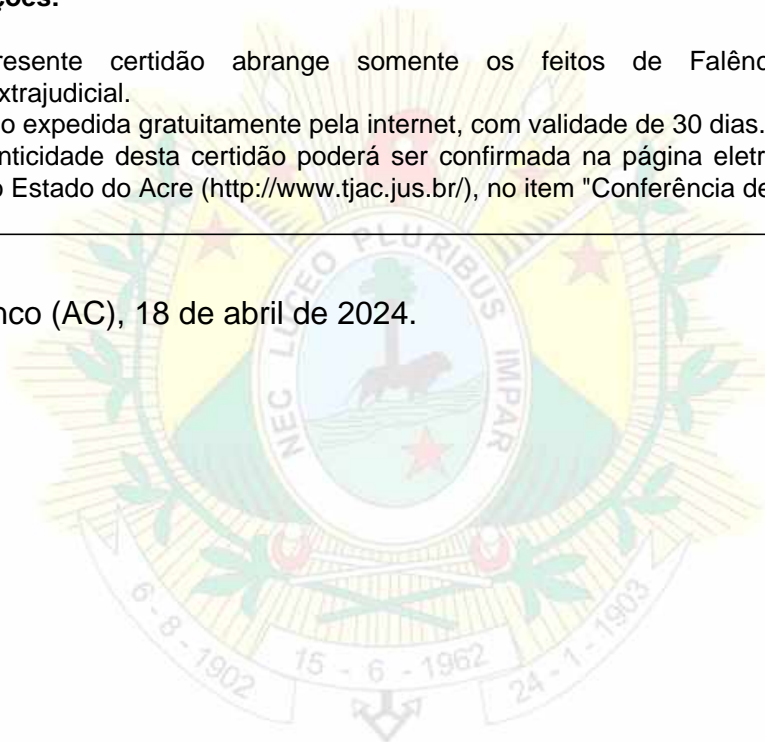 ções:
resente certidão abrange somente os feitos de Falênc
xtrajudicial.
o expedida gratuitamente pela internet, com validade de 30 dias.
nticidade desta certidão poderá ser confirmada na página eletr
o Estado do Acre (http://www.tjac.jus.br/), no item "Conferência de
nco (AC), 18 de abril de 2024.
NEC LUCEO PLURIBUS IMPAR
6 - 8 - 1902
15 - 6 - 1962
24 - 1 - 1903